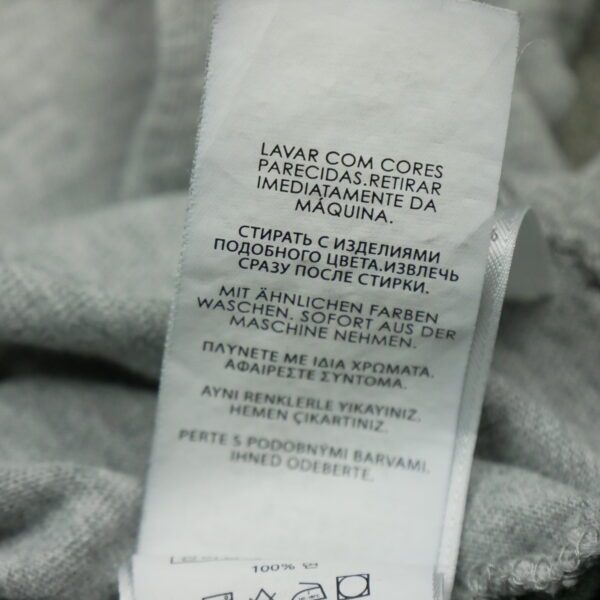 LAVAR COM CORES
PARECIDAS.RETIRAR
IMEDIATAMENTE DA
MÁQUINA.
СТИРАТЬ С ИЗДЕЛИЯМИ
ПОДОБНОГО ЦВЕТА.ИЗВЛЕЧЬ
СРАЗУ ПОСЛЕ СТИРКИ.
MIT ÄHNLICHEN FARBEN
WASCHEN. SOFORT AUS DER
MASCHINE NEHMEN.
ΠΛΥΝΕΤΕ ΜΕ ΙΔΙΑ ΧΡΩΜΑΤΑ.
ΑΦΑΙΡΕΣΤΕ ΣΥΝΤΟΜΑ.
AYNI RENKLERLE YIKAYINIZ.
HEMEN ÇIKARTINIZ.
PERTE S PODOBNÝMI BARVAMI.
IHNED ODEBERTE.
100%